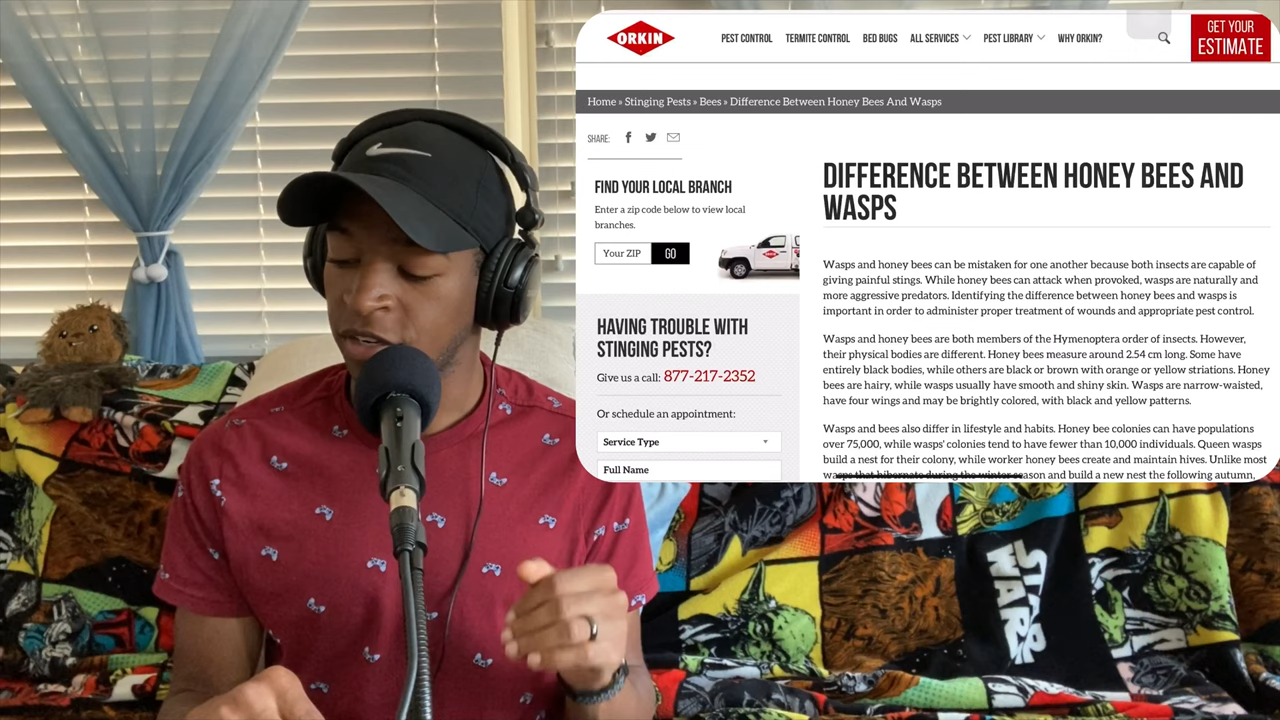 ORKIN
PEST CONTROL
TERMITE CONTROL
BED BUGS
ALL SERVICES
PEST LIBRARY
WHY ORKIN?
GET YOUR
ESTIMATE
Home » Stinging Pests » Bees » Difference Between Honey Bees And Wasps
SHARE:
FIND YOUR LOCAL BRANCH
Enter a zip code below to view local
branches.
Your ZIP
GO
HAVING TROUBLE WITH
STINGING PESTS?
Give us a call: 877-217-2352
Or schedule an appointment:
Service Type
Full Name
DIFFERENCE BETWEEN HONEY BEES AND
WASPS
Wasps and honey bees can be mistaken for one another because both insects are capable of
giving painful stings. While honey bees can attack when provoked, wasps are naturally and
more aggressive predators. Identifying the difference between honey bees and wasps is
important in order to administer proper treatment of wounds and appropriate pest control.
Wasps and honey bees are both members of the Hymenoptera order of insects. However,
their physical bodies are different. Honey bees measure around 2.54 cm long. Some have
entirely black bodies, while others are black or brown with orange or yellow striations. Honey
bees are hairy, while wasps usually have smooth and shiny skin. Wasps are narrow-waisted,
have four wings and may be brightly colored, with black and yellow patterns.
Wasps and bees also differ in lifestyle and habits. Honey bee colonies can have populations
over 75,000, while wasps' colonies tend to have fewer than 10,000 individuals. Queen wasps
build a nest for their colony, while worker honey bees create and maintain hives. Unlike most
wasps that hibernate during the winter season and build a new nest the following autumn,
STAR
WARS